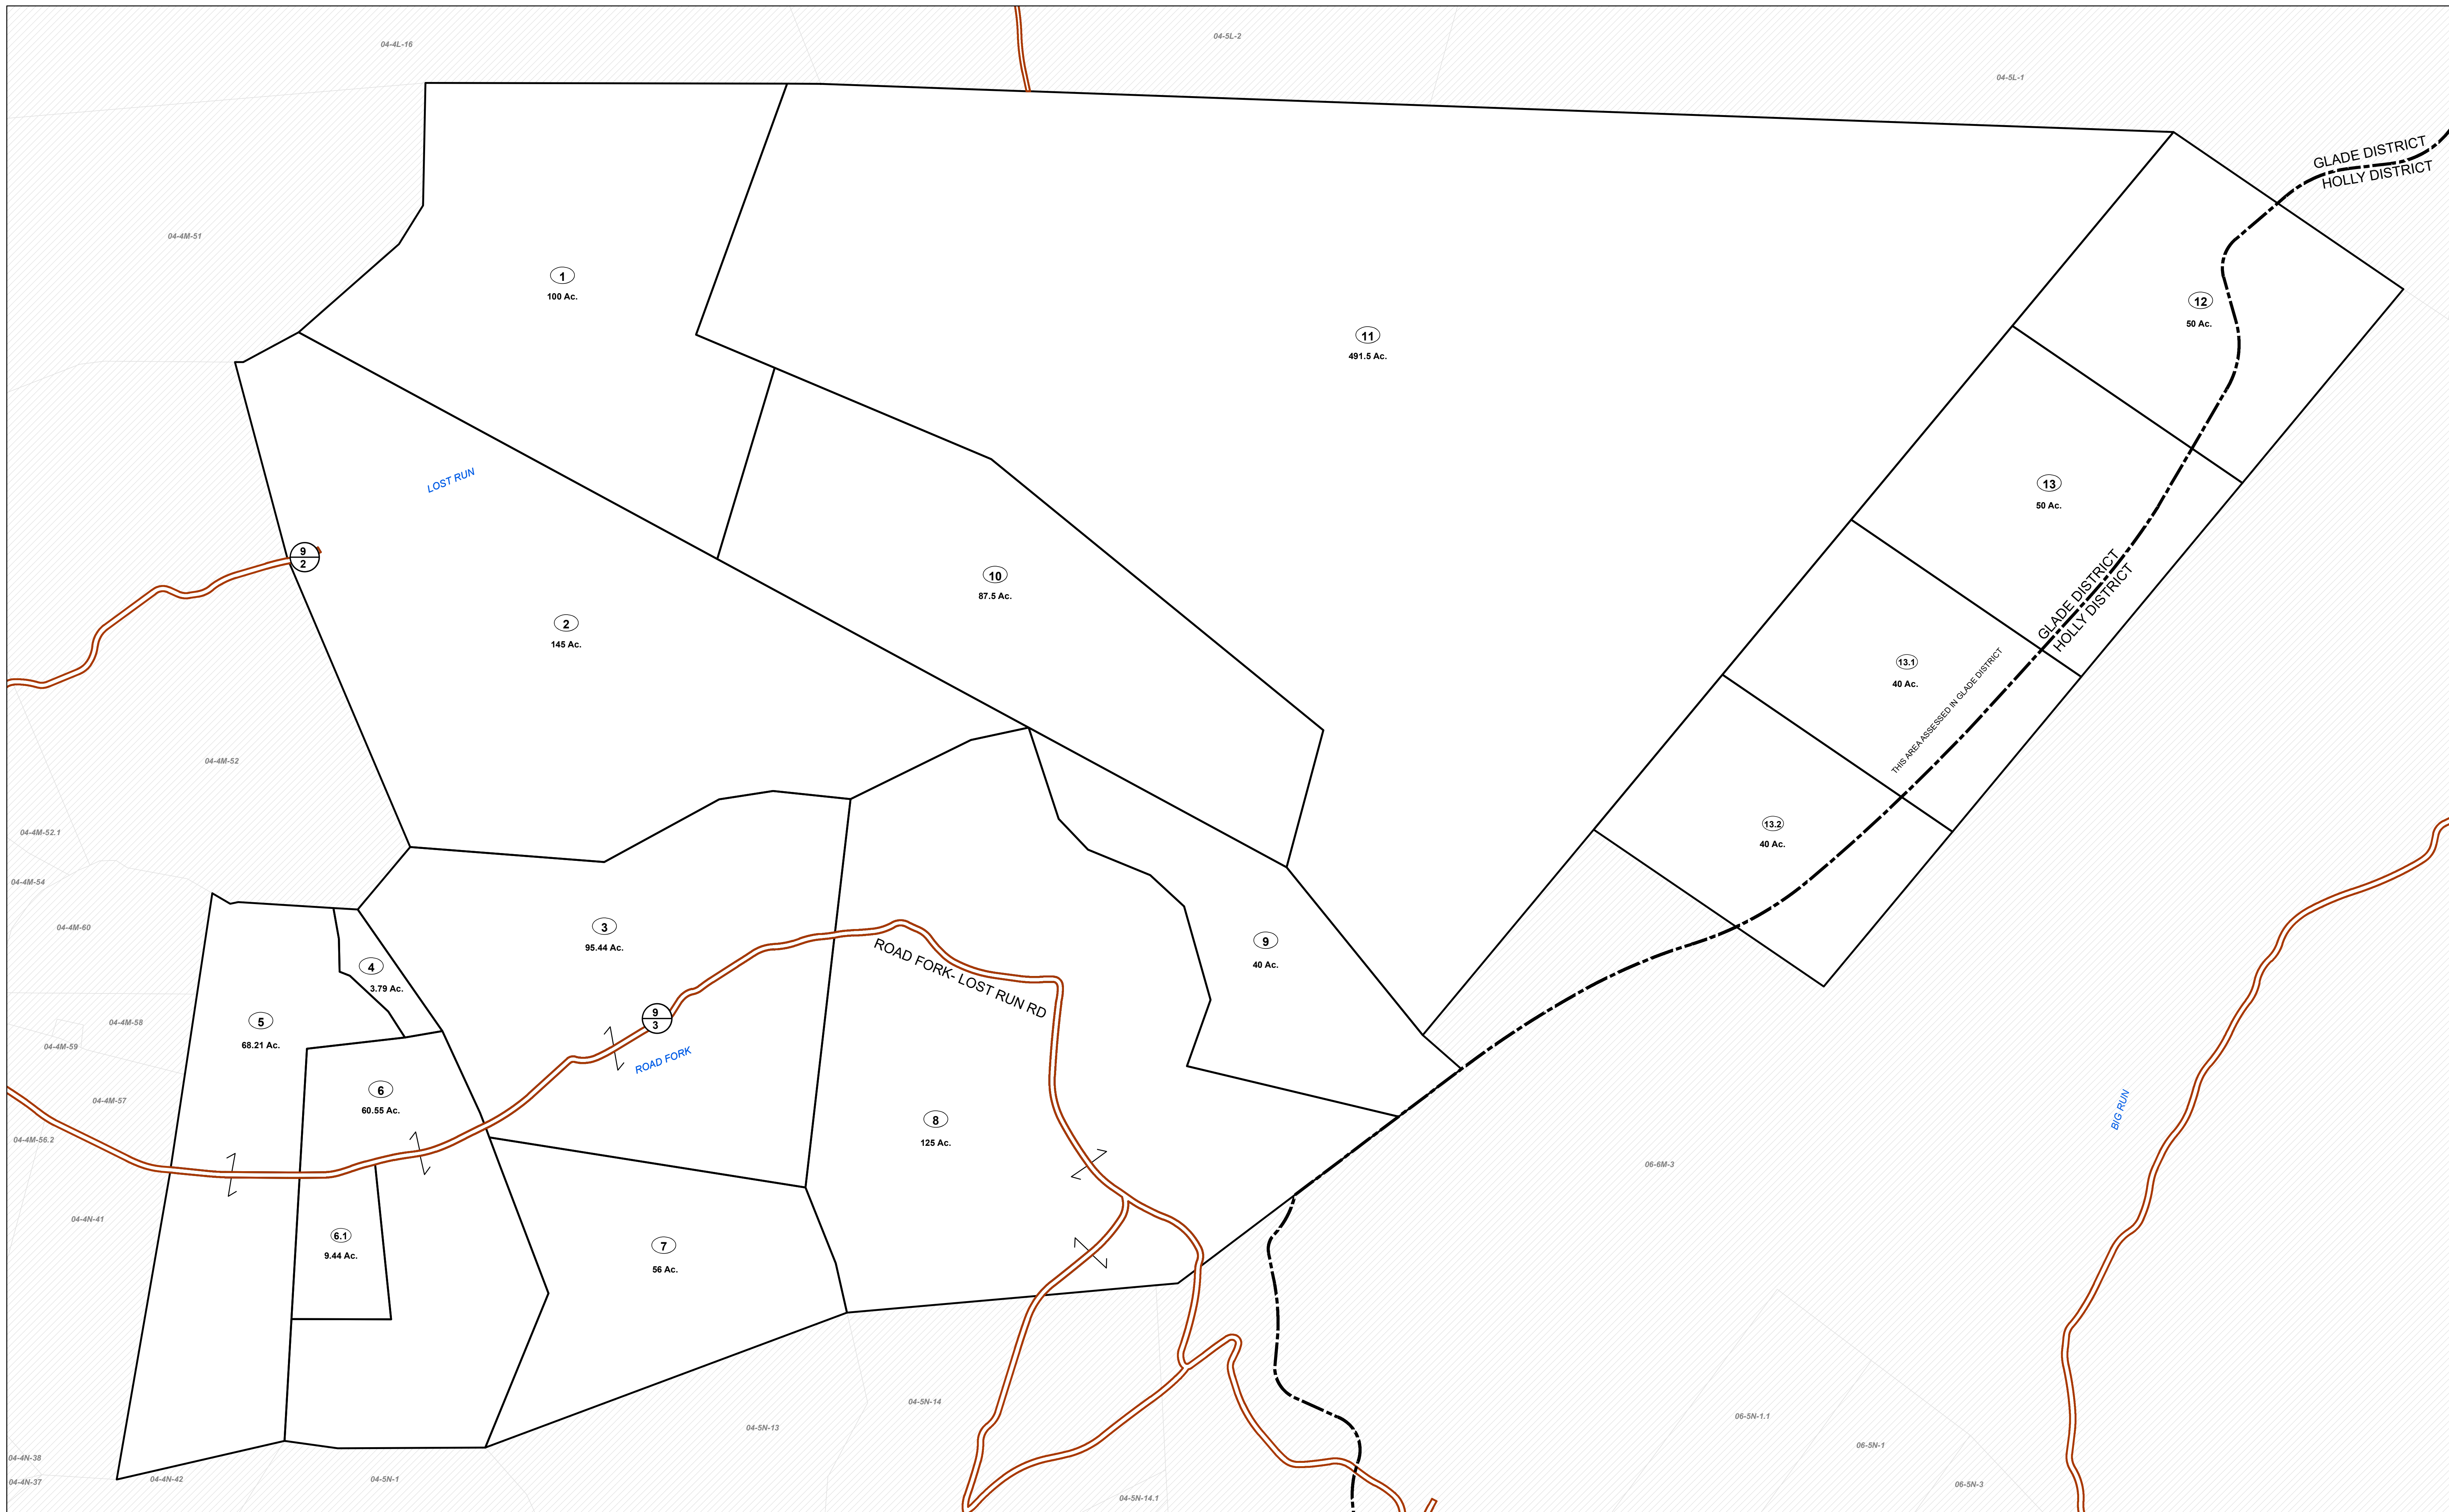 04-4L-16
04-5L-2
04-5L-1
GLADE DISTRICT
HOLLY DISTRICT
04-4M-51
1
100 Ac.
12
50 Ac.
11
491.5 Ac.
LOST RUN
13
50 Ac.
9
2
10
87.5 Ac.
GLADE DISTRICT
HOLLY DISTRICT
2
145 Ac.
13.1
40 Ac.
THIS AREA ASSESSED IN GLADE DISTRICT
04-4M-52
04-4M-52.1
13.2
40 Ac.
04-4M-54
04-4M-60
3
95.44 Ac.
9
40 Ac.
ROAD FORK- LOST RUN RD
4
3.79 Ac.
04-4M-58
5
68.21 Ac.
9
3
04-4M-59
ROAD FORK
04-4M-57
6
60.55 Ac.
8
125 Ac.
BIG RUN
04-4M-56.2
06-6M-3
04-4N-41
6.1
9.44 Ac.
7
56 Ac.
04-5N-14
04-5N-13
06-5N-1.1
06-5N-1
04-4N-38
04-4N-37
04-4N-42
04-5N-1
04-5N-14.1
06-5N-3